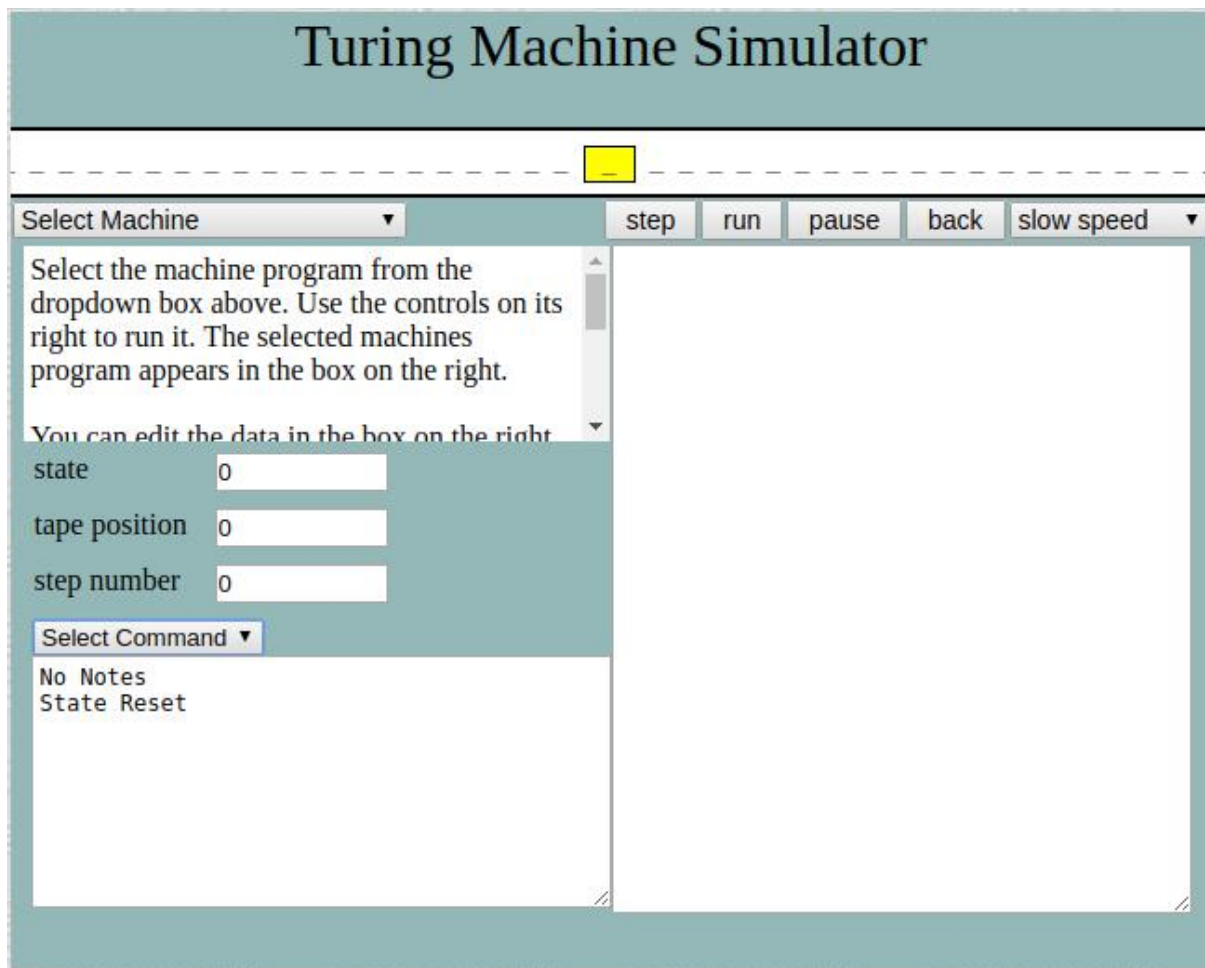 Turing Machine Simulator
_ _ _ _ _ _ _ _ _ _ _ _ _ _ _ _ _ _ _ _ _ _ _ _ _ _ _ _ _ _ _ _ _ _ _ _ _ _ _
Select Machine step run pause back slow speed
Select the machine program from the
dropdown box above. Use the controls on its
right to run it. The selected machines
program appears in the box on the right.
You can edit the data in the box on the right
state 0
tape position 0
step number 0
Select Command
No Notes
State Reset